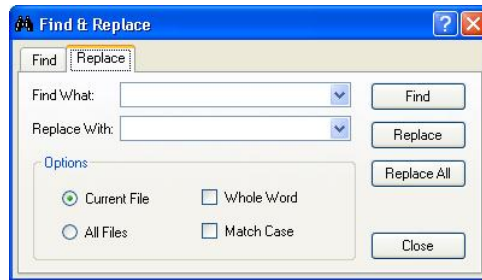 Find & Replace
Find Replace
Find What: Find
Replace With: Replace
Options Replace All
Current File Whole Word
All Files Match Case
Close